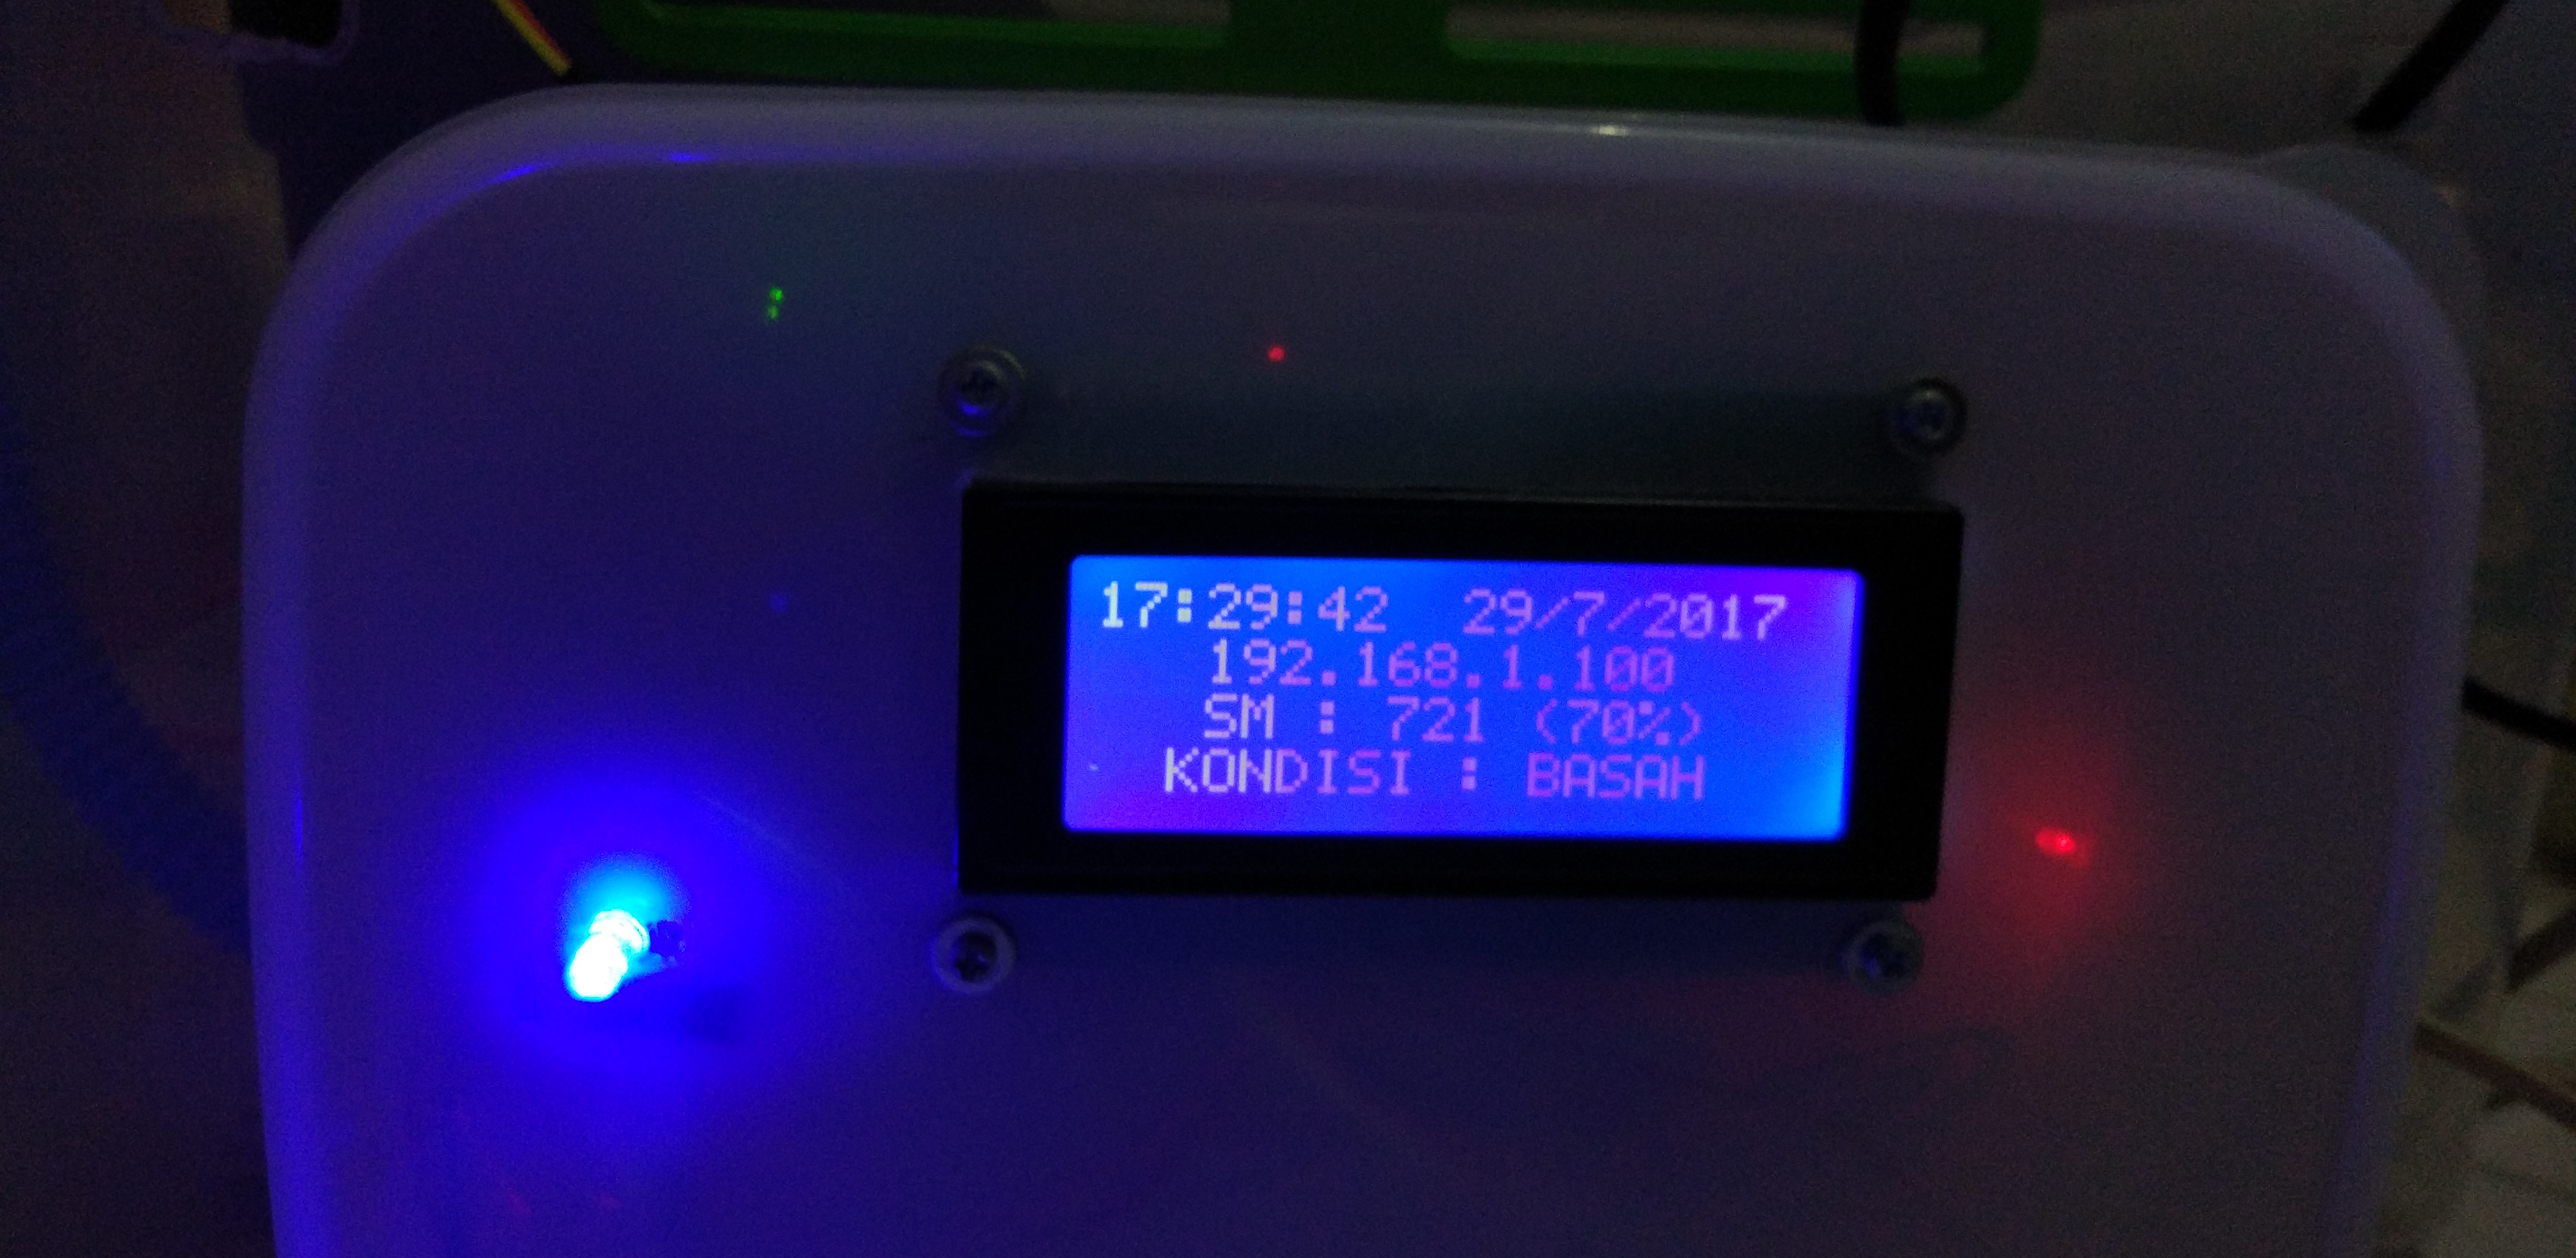 17:29:42 29/7/2017
192.168.1.100
SM : 721 (70%)
KONDISI : BASAH